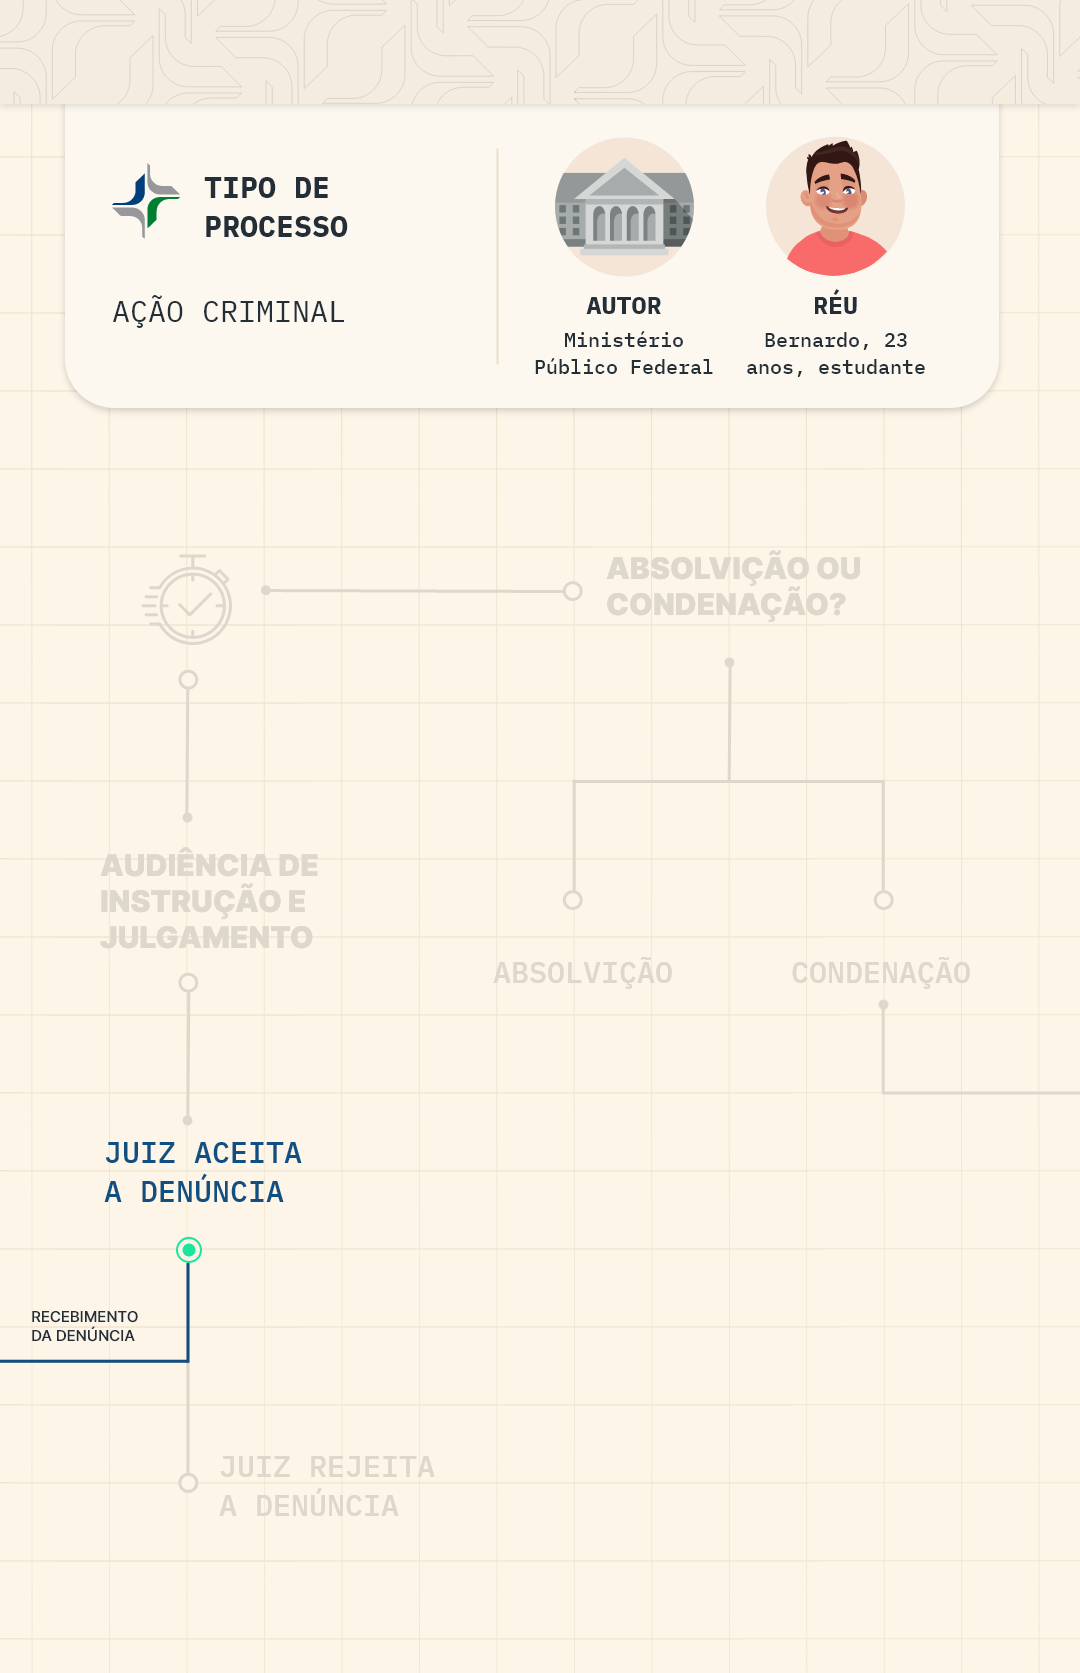 TIPO DE
PROCESSO
AÇÃO CRIMINAL
AUTOR
Ministério
Público Federal
RÉU
Bernardo, 23
anos, estudante
ABSOLVIÇÃO OU
CONDENAÇÃO?
AUDIÊNCIA DE
INSTRUÇÃO E
JULGAMENTO
ABSOLVIÇÃO
CONDENAÇÃO
JUIZ ACEITA
A DENÚNCIA
RECEBIMENTO
DA DENÚNCIA
JUIZ REJEITA
A DENÚNCIA